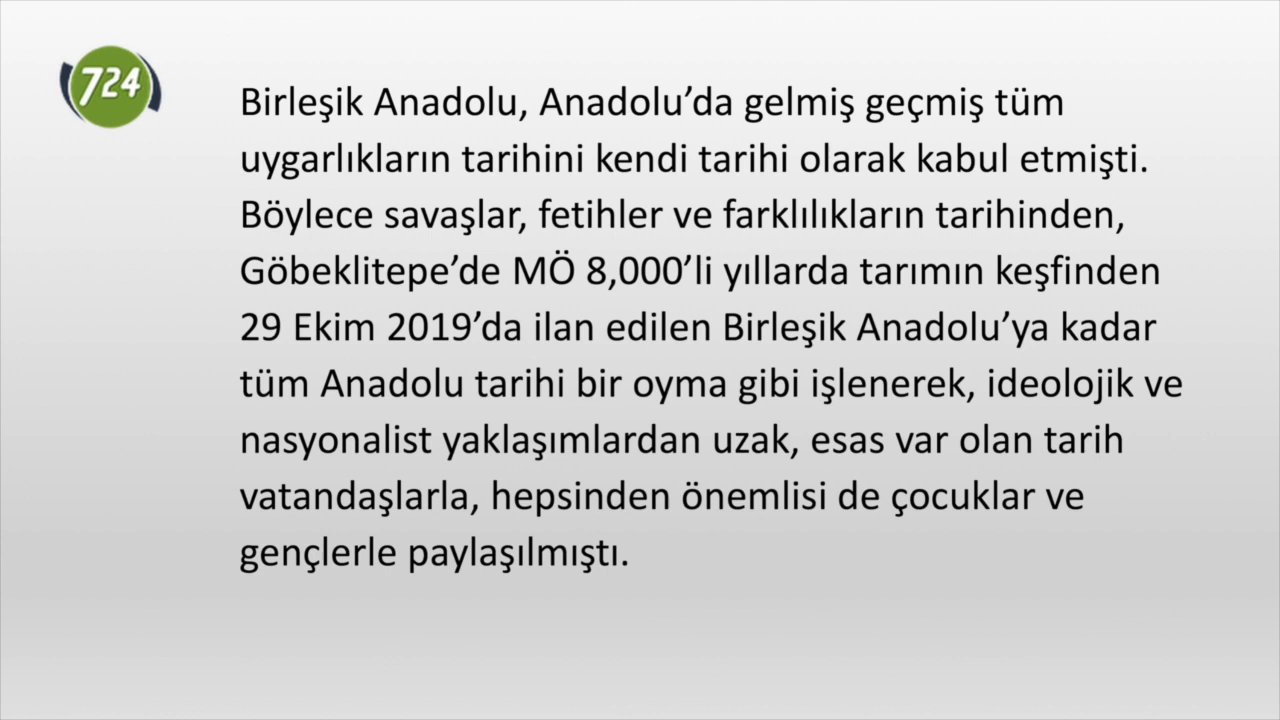 724
Birleşik Anadolu, Anadolu’da gelmiş geçmiş tüm
uygarlıkların tarihini kendi tarihi olarak kabul etmişti.
Böylece savaşlar, fetihler ve farklılıkların tarihinden,
Göbeklitepe’de MÖ 8,000’li yıllarda tarımın keşfinden
29 Ekim 2019’da ilan edilen Birleşik Anadolu’ya kadar
tüm Anadolu tarihi bir oyma gibi işlenerek, ideolojik ve
nasyonalist yaklaşımlardan uzak, esas var olan tarih
vatandaşlarla, hepsinden önemlisi de çocuklar ve
gençlerle paylaşılmıştı.